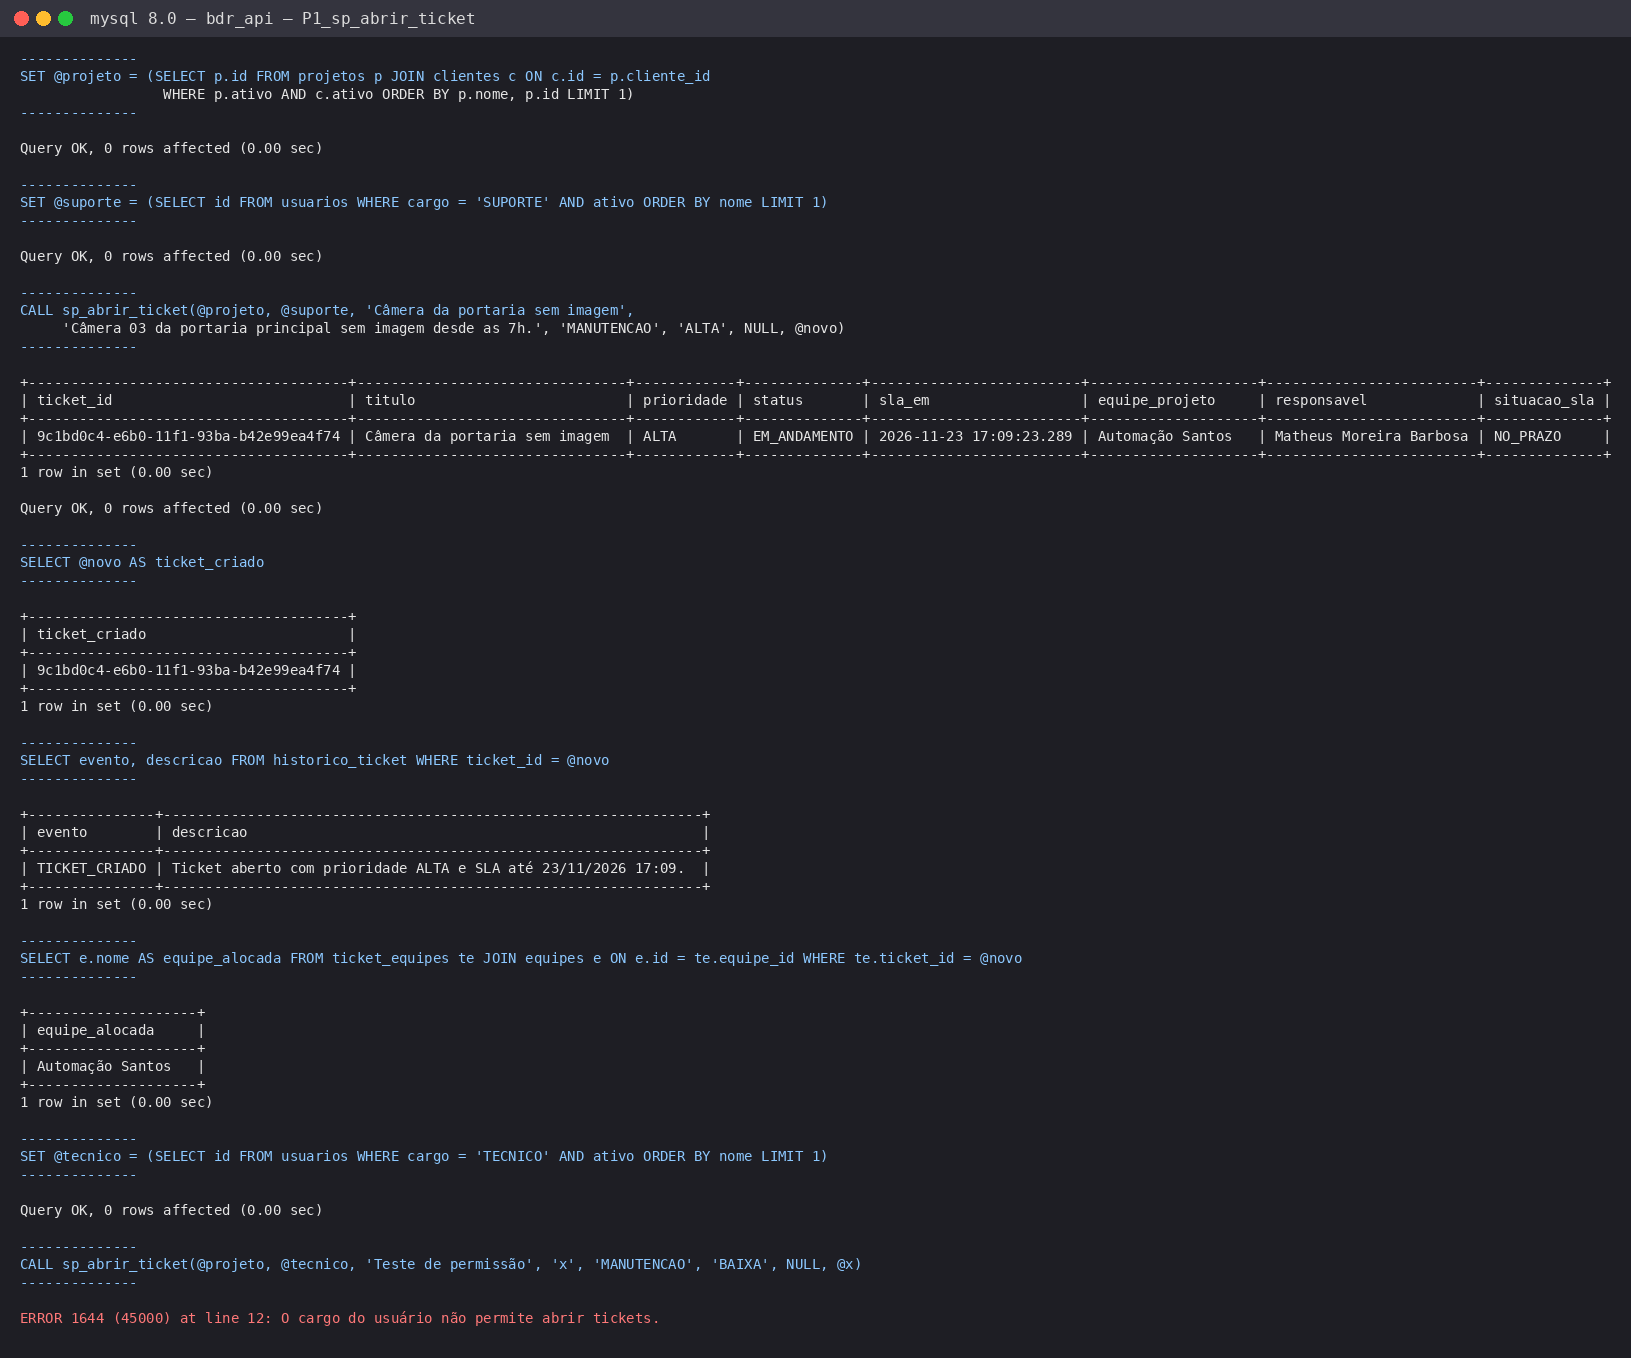 mysql 8.0 — bdr_api — P1_sp_abrir_ticket
--------------
SET @projeto = (SELECT p.id FROM projetos p JOIN clientes c ON c.id = p.cliente_id
                 WHERE p.ativo AND c.ativo ORDER BY p.nome, p.id LIMIT 1)
--------------
Query OK, 0 rows affected (0.00 sec)
--------------
SET @suporte = (SELECT id FROM usuarios WHERE cargo = 'SUPORTE' AND ativo ORDER BY nome LIMIT 1)
--------------
Query OK, 0 rows affected (0.00 sec)
--------------
CALL sp_abrir_ticket(@projeto, @suporte, 'Câmera da portaria sem imagem',
     'Câmera 03 da portaria principal sem imagem desde as 7h.', 'MANUTENCAO', 'ALTA', NULL, @novo)
--------------
+--------------------------------------+--------------------------------+------------+--------------+-------------------------+--------------------+-------------------------+--------------+
| ticket_id                            | titulo                         | prioridade | status       | sla_em                  | equipe_projeto     | responsavel             | situacao_sla |
+--------------------------------------+--------------------------------+------------+--------------+-------------------------+--------------------+-------------------------+--------------+
| 9c1bd0c4-e6b0-11f1-93ba-b42e99ea4f74 | Câmera da portaria sem imagem  | ALTA       | EM_ANDAMENTO | 2026-11-23 17:09:23.289 | Automação Santos   | Matheus Moreira Barbosa | NO_PRAZO     |
+--------------------------------------+--------------------------------+------------+--------------+-------------------------+--------------------+-------------------------+--------------+
1 row in set (0.00 sec)
Query OK, 0 rows affected (0.00 sec)
--------------
SELECT @novo AS ticket_criado
--------------
+--------------------------------------+
| ticket_criado                        |
+--------------------------------------+
| 9c1bd0c4-e6b0-11f1-93ba-b42e99ea4f74 |
+--------------------------------------+
1 row in set (0.00 sec)
--------------
SELECT evento, descricao FROM historico_ticket WHERE ticket_id = @novo
--------------
+---------------+----------------------------------------------------------------+
| evento        | descricao                                                      |
+---------------+----------------------------------------------------------------+
| TICKET_CRIADO | Ticket aberto com prioridade ALTA e SLA até 23/11/2026 17:09.  |
+---------------+----------------------------------------------------------------+
1 row in set (0.00 sec)
--------------
SELECT e.nome AS equipe_alocada FROM ticket_equipes te JOIN equipes e ON e.id = te.equipe_id WHERE te.ticket_id = @novo
--------------
+--------------------+
| equipe_alocada     |
+--------------------+
| Automação Santos   |
+--------------------+
1 row in set (0.00 sec)
--------------
SET @tecnico = (SELECT id FROM usuarios WHERE cargo = 'TECNICO' AND ativo ORDER BY nome LIMIT 1)
--------------
Query OK, 0 rows affected (0.00 sec)
--------------
CALL sp_abrir_ticket(@projeto, @tecnico, 'Teste de permissão', 'x', 'MANUTENCAO', 'BAIXA', NULL, @x)
--------------
ERROR 1644 (45000) at line 12: O cargo do usuário não permite abrir tickets.